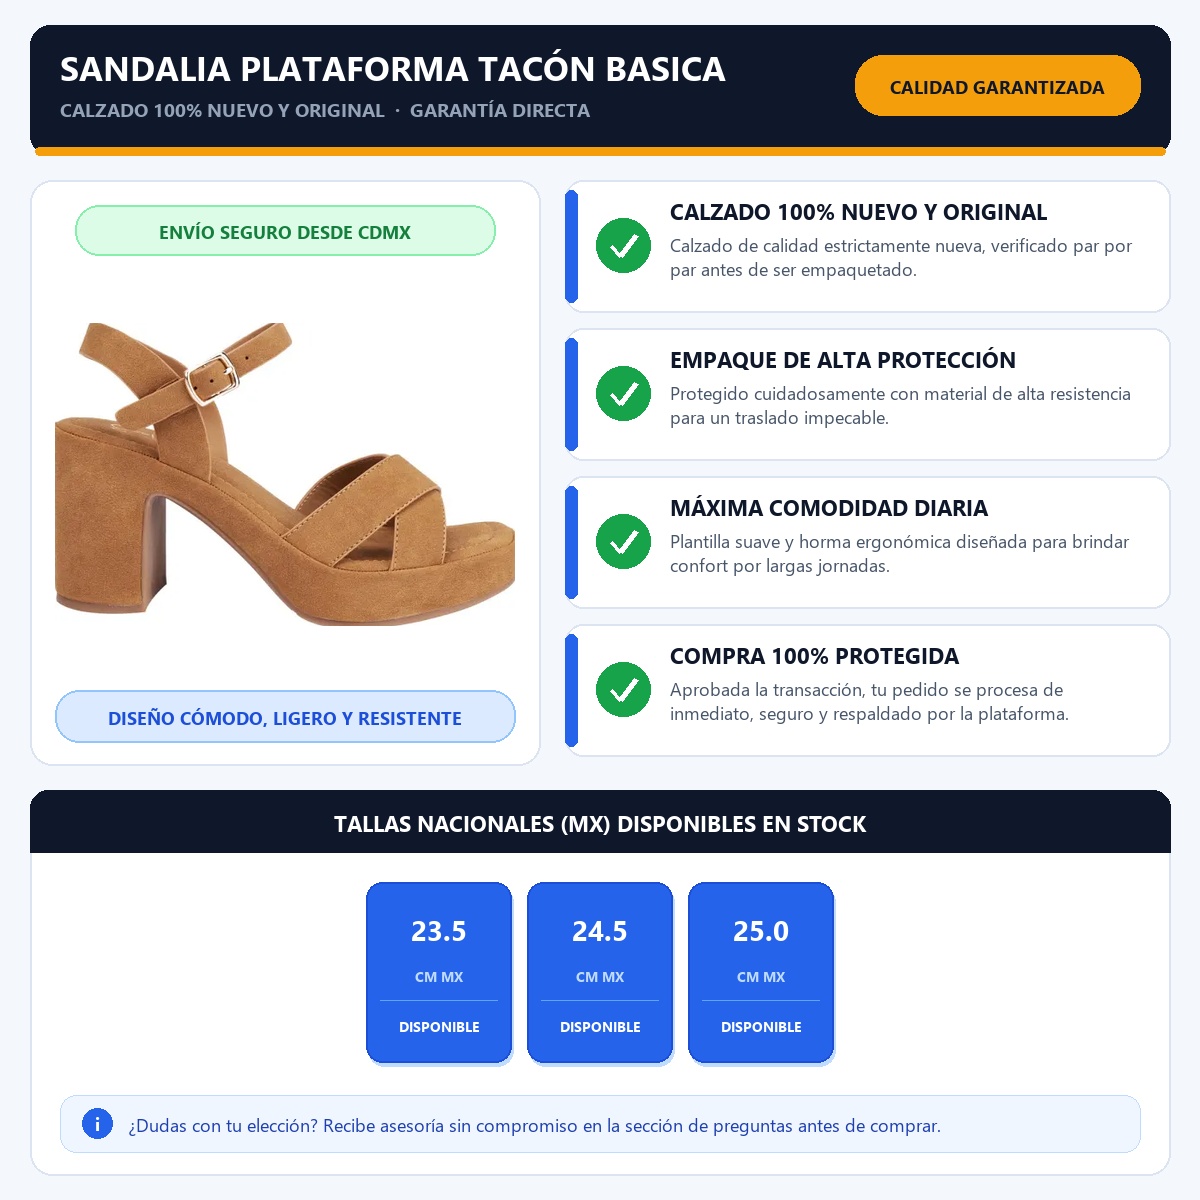 SANDALIA PLATAFORMA TACÓN BASICA
CALZADO 100% NUEVO Y ORIGINAL · GARANTÍA DIRECTA
CALIDAD GARANTIZADA
ENVÍO SEGURO DESDE CDMX
DISEÑO CÓMODO, LIGERO Y RESISTENTE
CALZADO 100% NUEVO Y ORIGINAL
Calzado de calidad estrictamente nueva, verificado par por
par antes de ser empaquetado.
EMPAQUE DE ALTA PROTECCIÓN
Protegido cuidadosamente con material de alta resistencia
para un traslado impecable.
MÁXIMA COMODIDAD DIARIA
Plantilla suave y horma ergonómica diseñada para brindar
confort por largas jornadas.
COMPRA 100% PROTEGIDA
Aprobada la transacción, tu pedido se procesa de
inmediato, seguro y respaldado por la plataforma.
TALLAS NACIONALES (MX) DISPONIBLES EN STOCK
23.5
CM MX
DISPONIBLE
24.5
CM MX
DISPONIBLE
25.0
CM MX
DISPONIBLE
¿Dudas con tu elección? Recibe asesoría sin compromiso en la sección de preguntas antes de comprar.